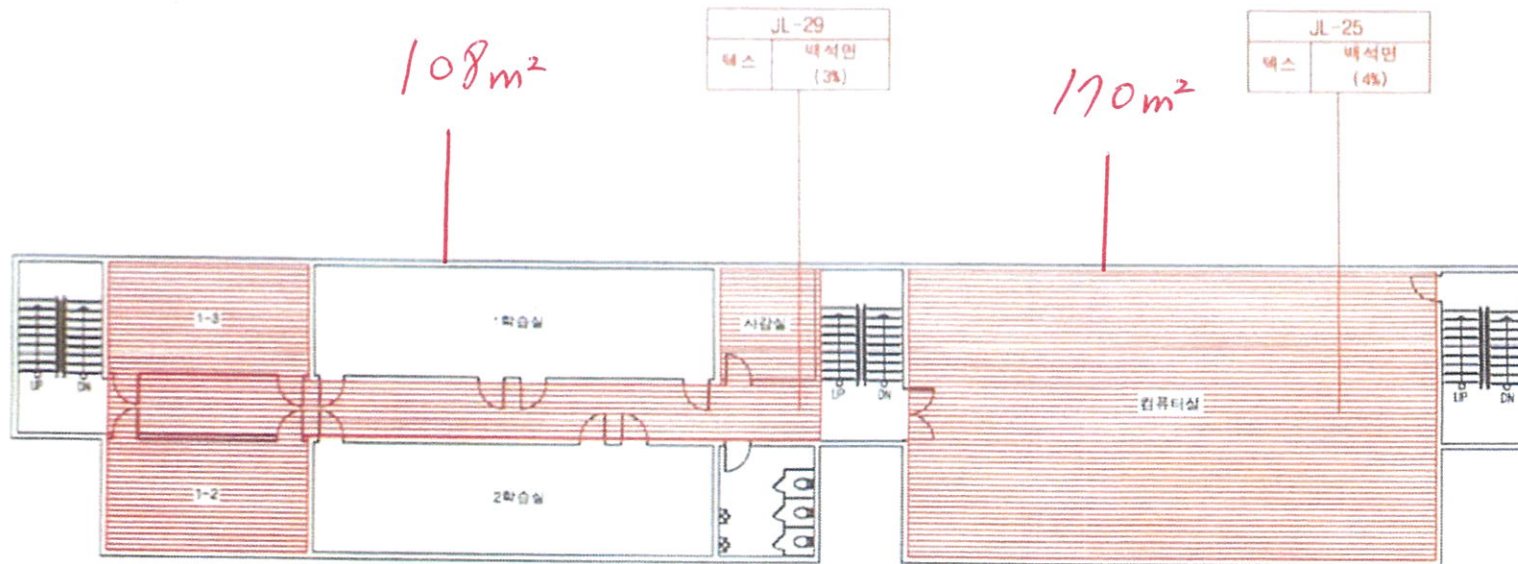 JL-29
텍스 백석면
(3%)
JL-25
텍스 백석면
(4%)
108m²
170m²
1-3
1학습실
사감실
UP DN
UP DN
컴퓨터실
UP DN
1-2
2학습실